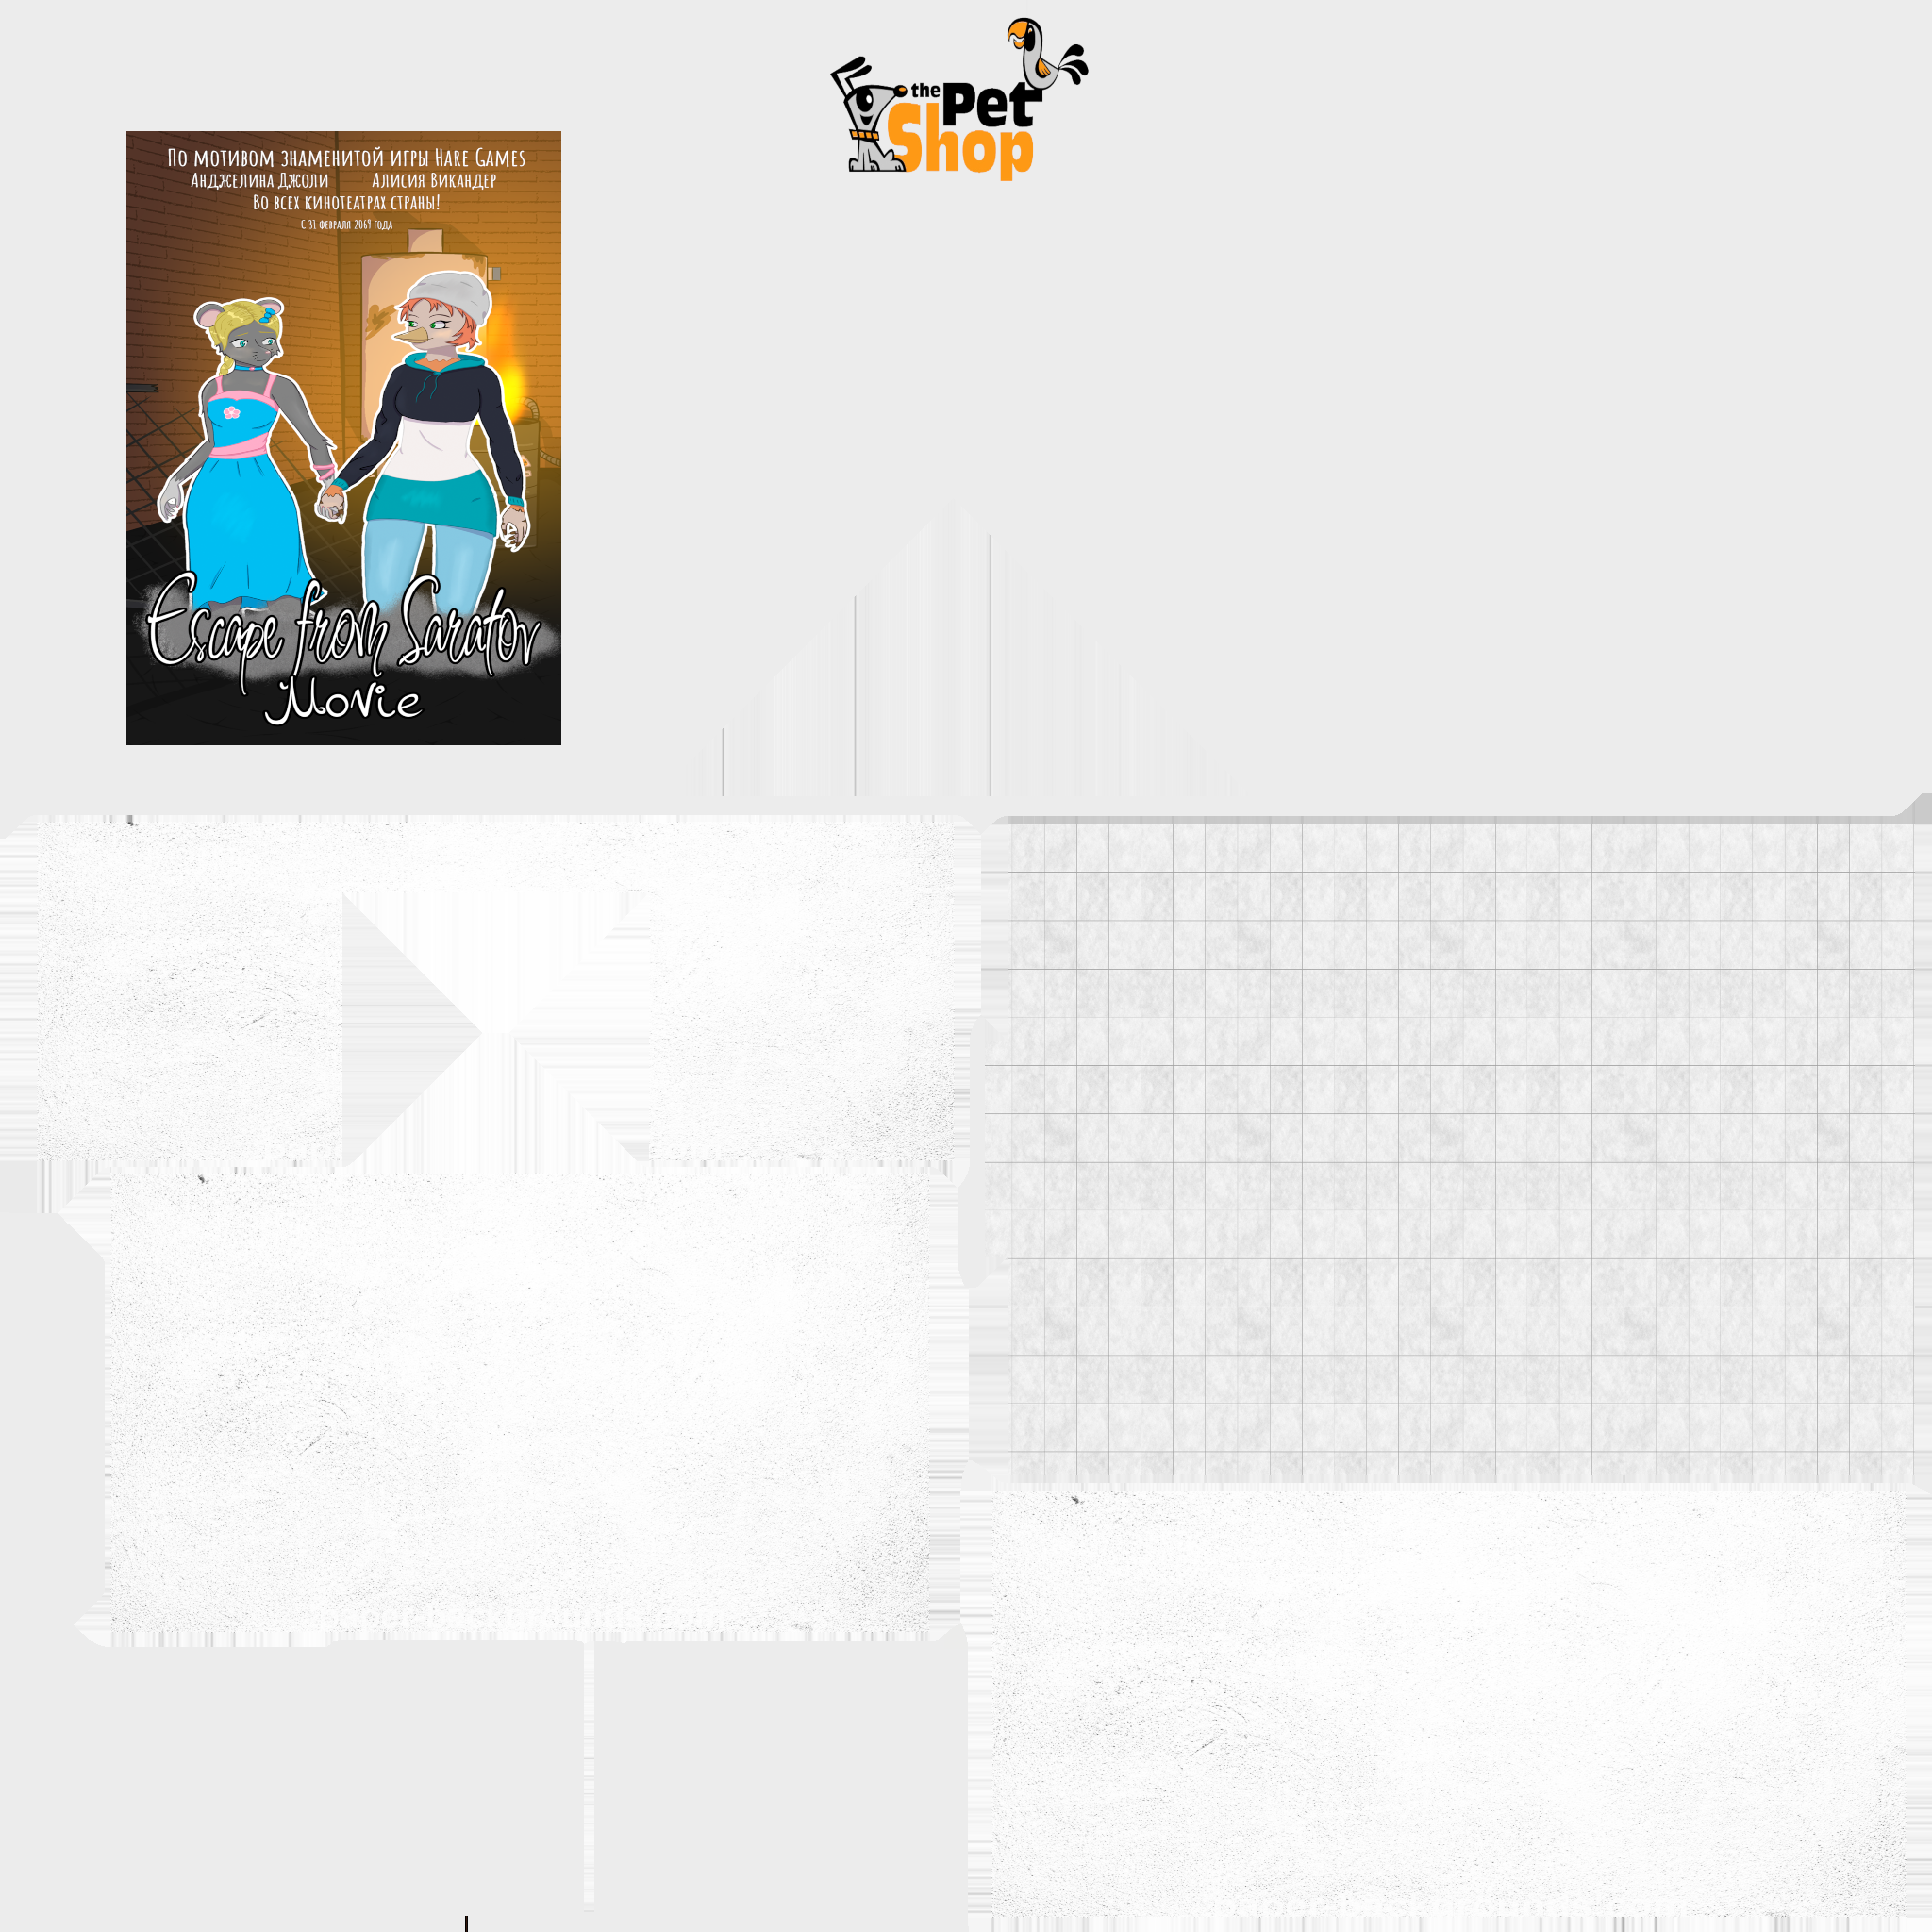 the Pet
Shop
По мотивом знаменитой игры Hare Games
Анджелина Джоли Алисия Викандер
Во всех кинотеатрах страны!
С 31 февраля 2069 года
Escape from Saratov
Movie